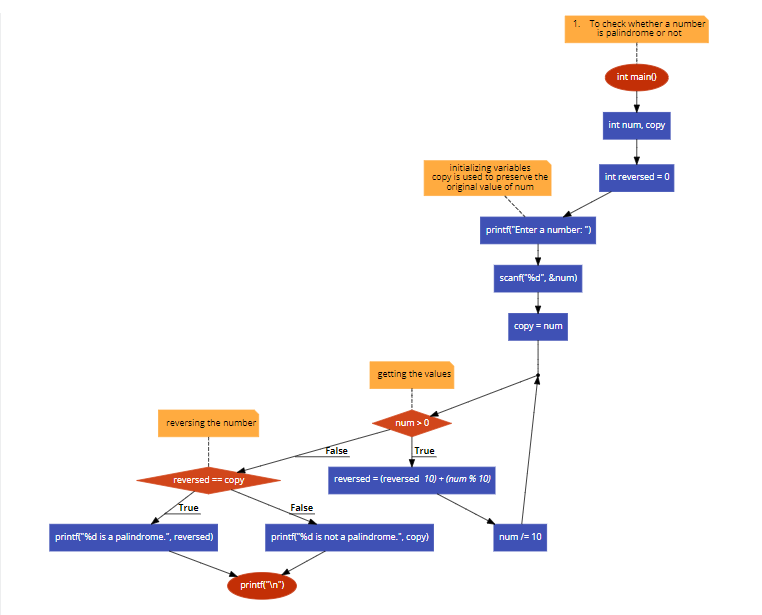 1. To check whether a number
is palindrome or not
int main()
int num, copy
int reversed = 0
initializing variables
copy is used to preserve the
original value of num
printf("Enter a number: ")
scanf("%d", &num)
copy = num
getting the values
num > 0
reversing the number
False
True
reversed == copy
reversed = (reversed 10) + (num % 10)
True
False
printf("%d is a palindrome.", reversed)
printf("%d is not a palindrome.", copy)
num /= 10
printf("\n")